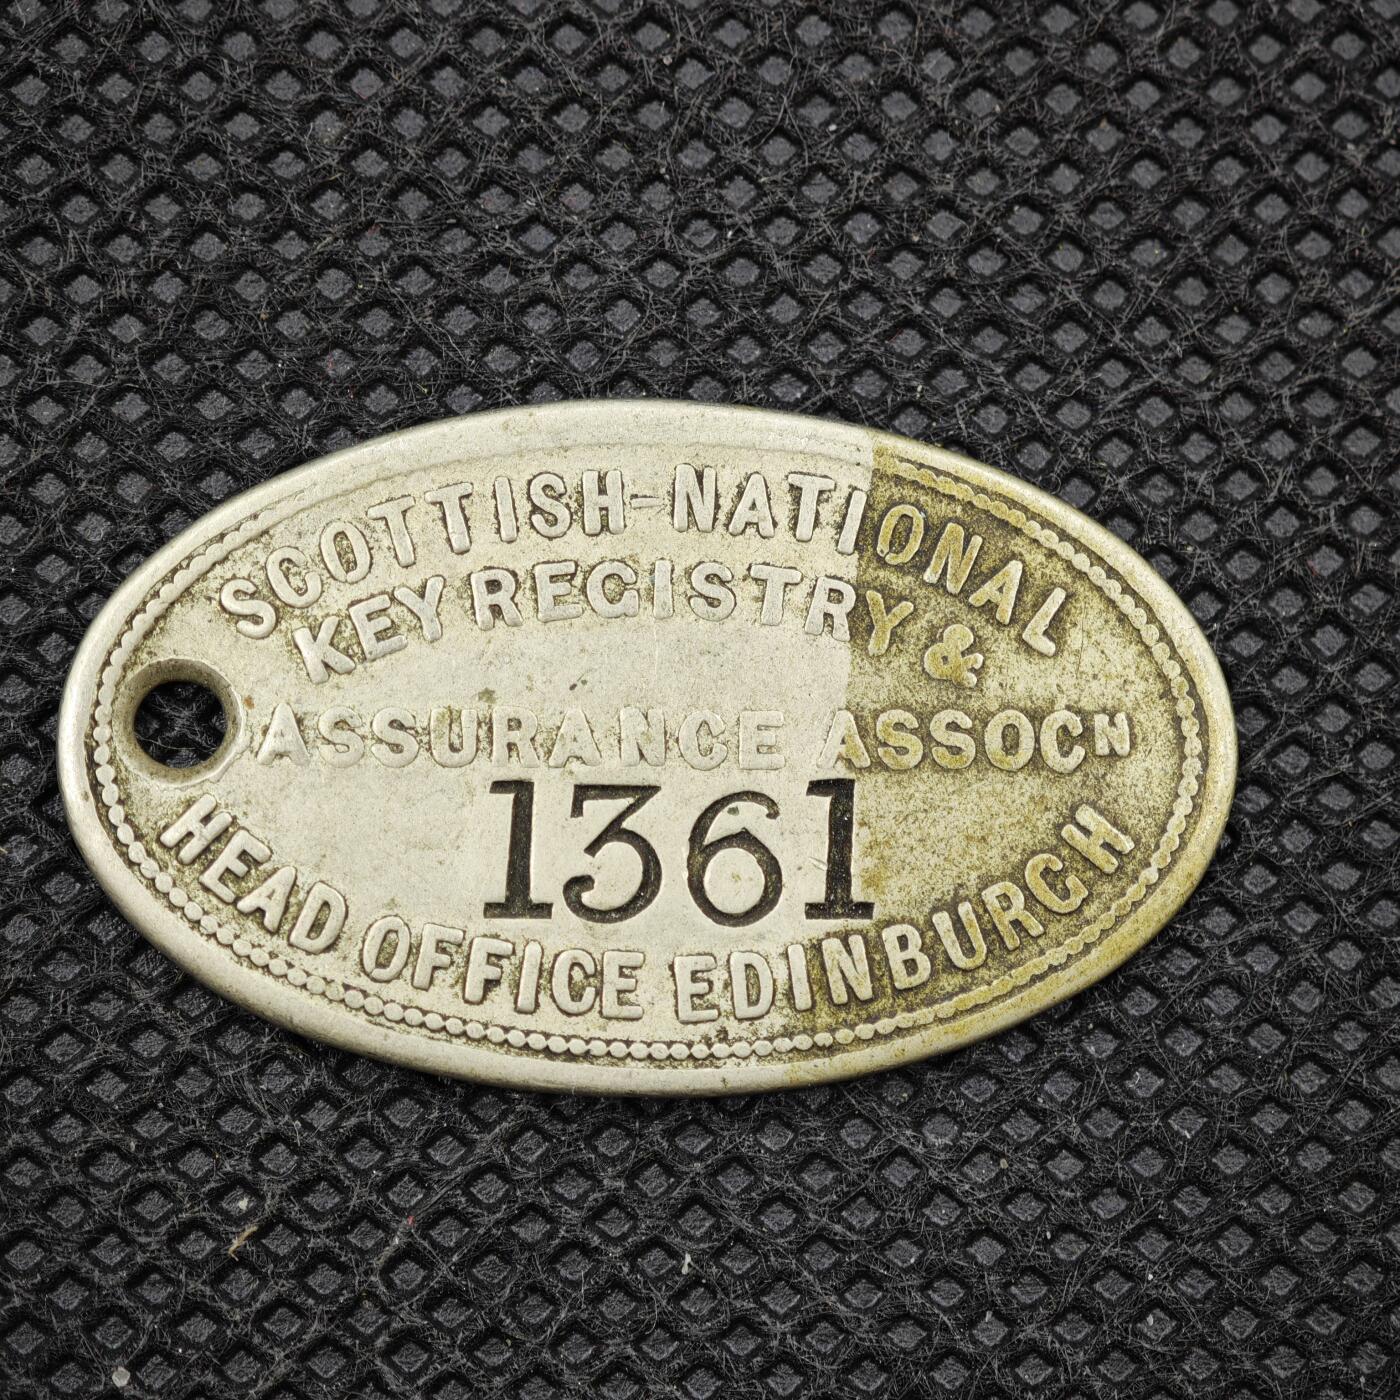 SCOTTISH-NATIONAL
KEY REGISTRY &
ASSURANCE ASSOCN
1361
HEAD OFFICE EDINBURGH